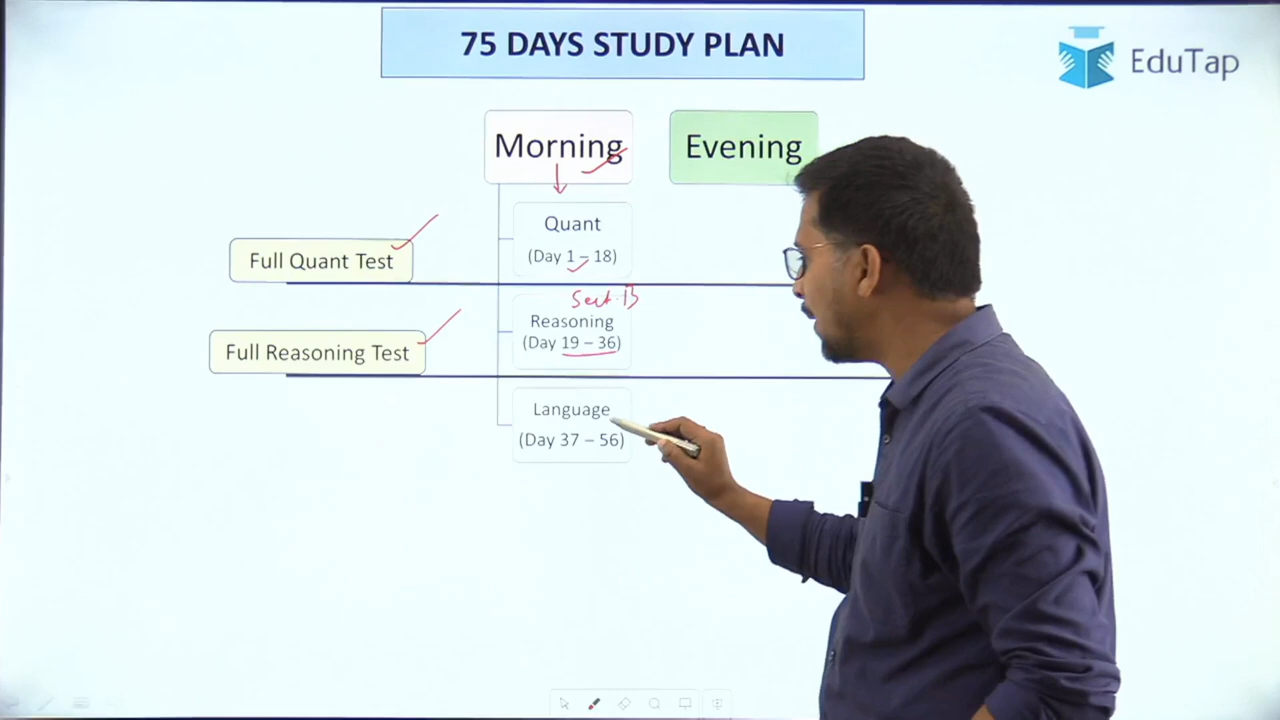 75 DAYS STUDY PLAN
EduTap
Morning
Evening
Quant
(Day 1 – 18)
Full Quant Test
Sect. B
Reasoning
(Day 19 – 36)
Full Reasoning Test
Language
(Day 37 – 56)